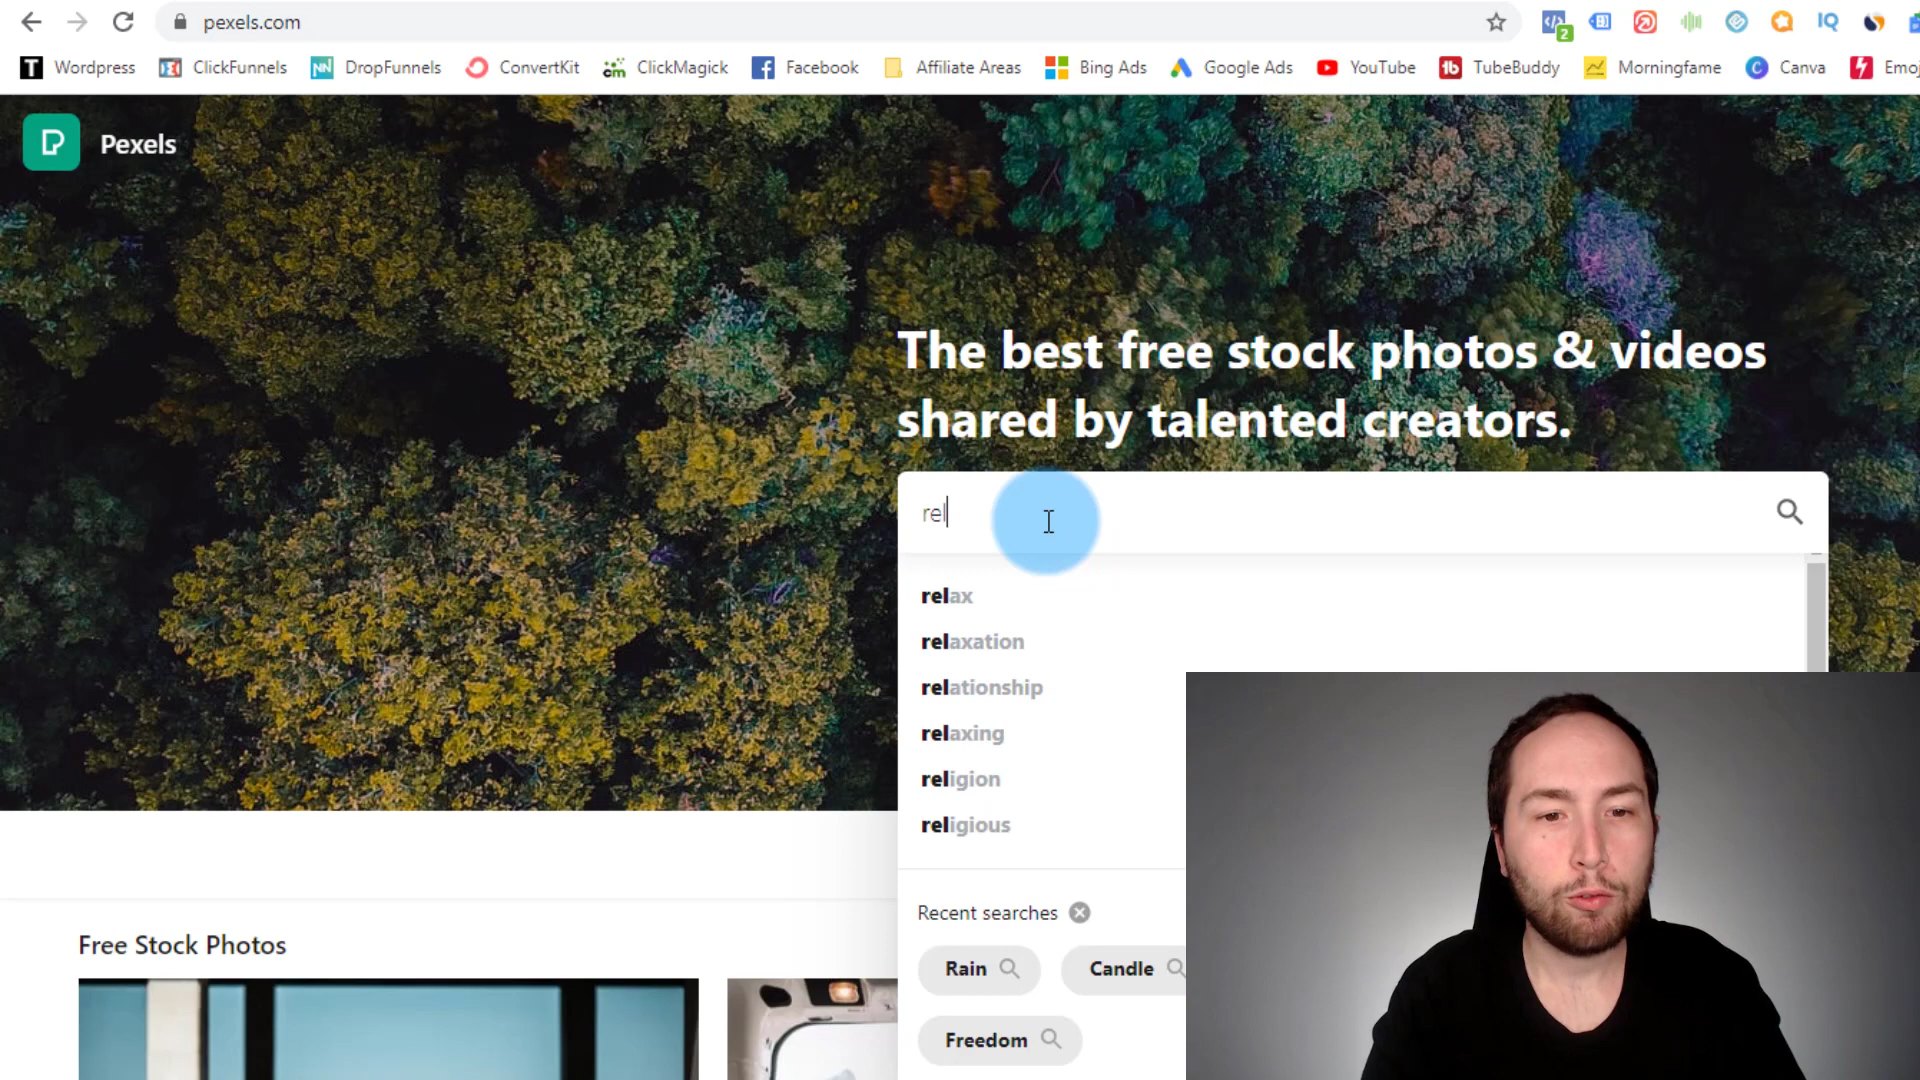 pexels.com
2
Wordpress ClickFunnels DropFunnels ConvertKit ClickMagick Facebook Affiliate Areas Bing Ads Google Ads YouTube TubeBuddy Morningfame Canva Emoj
Pexels
The best free stock photos & videos
shared by talented creators.
rel
relax
relaxation
relationship
relaxing
religion
religious
Recent searches
Rain Candle
Freedom
Free Stock Photos